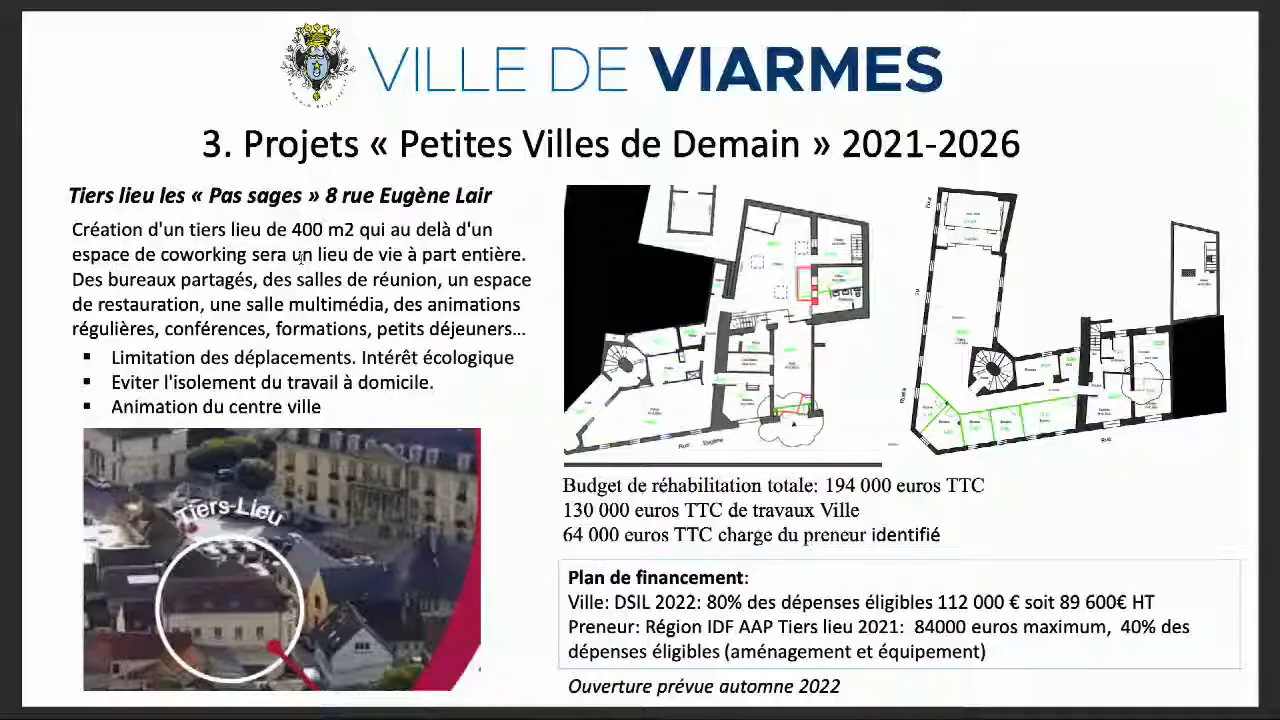 VILLE DE VIARMES
3. Projets « Petites Villes de Demain » 2021-2026
Tiers lieu les « Pas sages » 8 rue Eugène Lair
Création d'un tiers lieu de 400 m2 qui au delà d'un
espace de coworking sera un lieu de vie à part entière.
Des bureaux partagés, des salles de réunion, un espace
de restauration, une salle multimédia, des animations
régulières, conférences, formations, petits déjeuners...
▪ Limitation des déplacements. Intérêt écologique
▪ Eviter l'isolement du travail à domicile.
▪ Animation du centre ville
Tiers-Lieu
Rue Eugène
Rue
Budget de réhabilitation totale: 194 000 euros TTC
130 000 euros TTC de travaux Ville
64 000 euros TTC charge du preneur identifié
Plan de financement:
Ville: DSIL 2022: 80% des dépenses éligibles 112 000 € soit 89 600€ HT
Preneur: Région IDF AAP Tiers lieu 2021: 84000 euros maximum, 40% des
dépenses éligibles (aménagement et équipement)
Ouverture prévue automne 2022